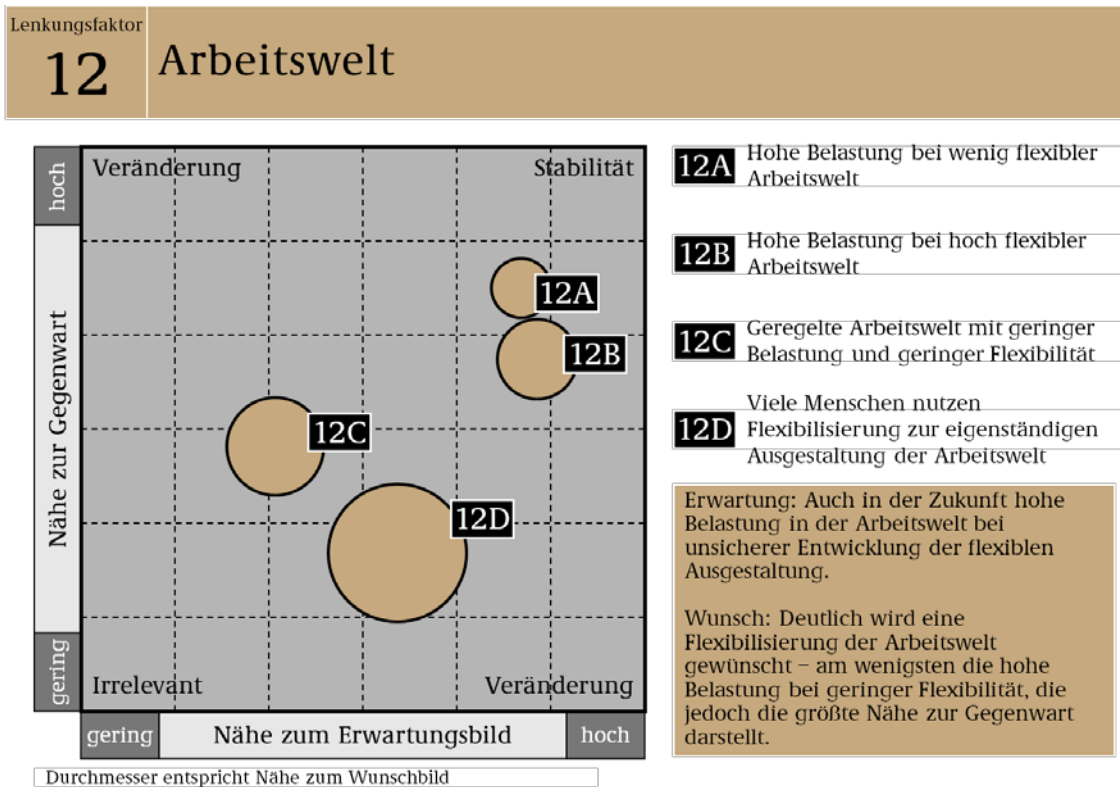 Lenkungsfaktor
12
Arbeitswelt
hoch
Nähe zur Gegenwart
gering
Veränderung
Stabilität
12A
12B
12C
12D
Irrelevant
Veränderung
gering
Nähe zum Erwartungsbild
hoch
Durchmesser entspricht Nähe zum Wunschbild
12A
Hohe Belastung bei wenig flexibler
Arbeitswelt
12B
Hohe Belastung bei hoch flexibler
Arbeitswelt
12C
Geregelte Arbeitswelt mit geringer
Belastung und geringer Flexibilität
12D
Viele Menschen nutzen
Flexibilisierung zur eigenständigen
Ausgestaltung der Arbeitswelt
Erwartung: Auch in der Zukunft hohe
Belastung in der Arbeitswelt bei
unsicherer Entwicklung der flexiblen
Ausgestaltung.
Wunsch: Deutlich wird eine
Flexibilisierung der Arbeitswelt
gewünscht – am wenigsten die hohe
Belastung bei geringer Flexibilität, die
jedoch die größte Nähe zur Gegenwart
darstellt.